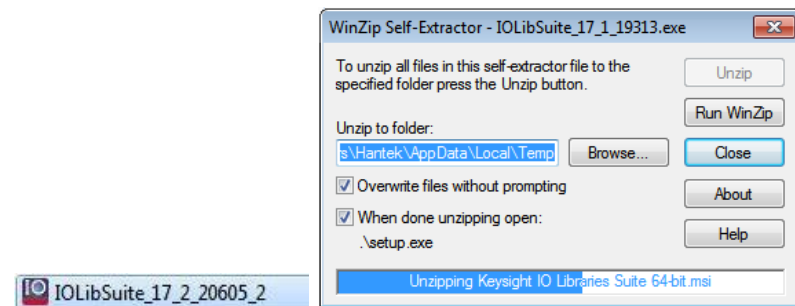 WinZip Self-Extractor - IOLibSuite_17_1_19313.exe
To unzip all files in this self-extractor file to the
specified folder press the Unzip button.
Unzip
Run WinZip
Unzip to folder:
s\Hantek\AppData\Local\Temp
Browse...
Close
Overwrite files without prompting
About
When done unzipping open:
.\setup.exe
Help
Unzipping Keysight IO Libraries Suite 64-bit.msi
IOLibSuite_17_2_20605_2